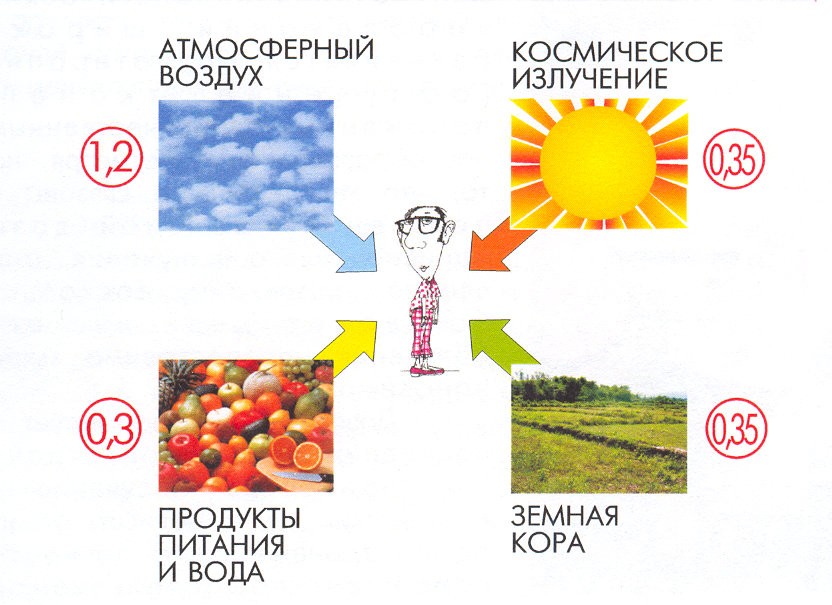 АТМОСФЕРНЫЙ
ВОЗДУХ
1,2
КОСМИЧЕСКОЕ
ИЗЛУЧЕНИЕ
0,35
0,3
ПРОДУКТЫ
ПИТАНИЯ
И ВОДА
0,35
ЗЕМНАЯ
КОРА